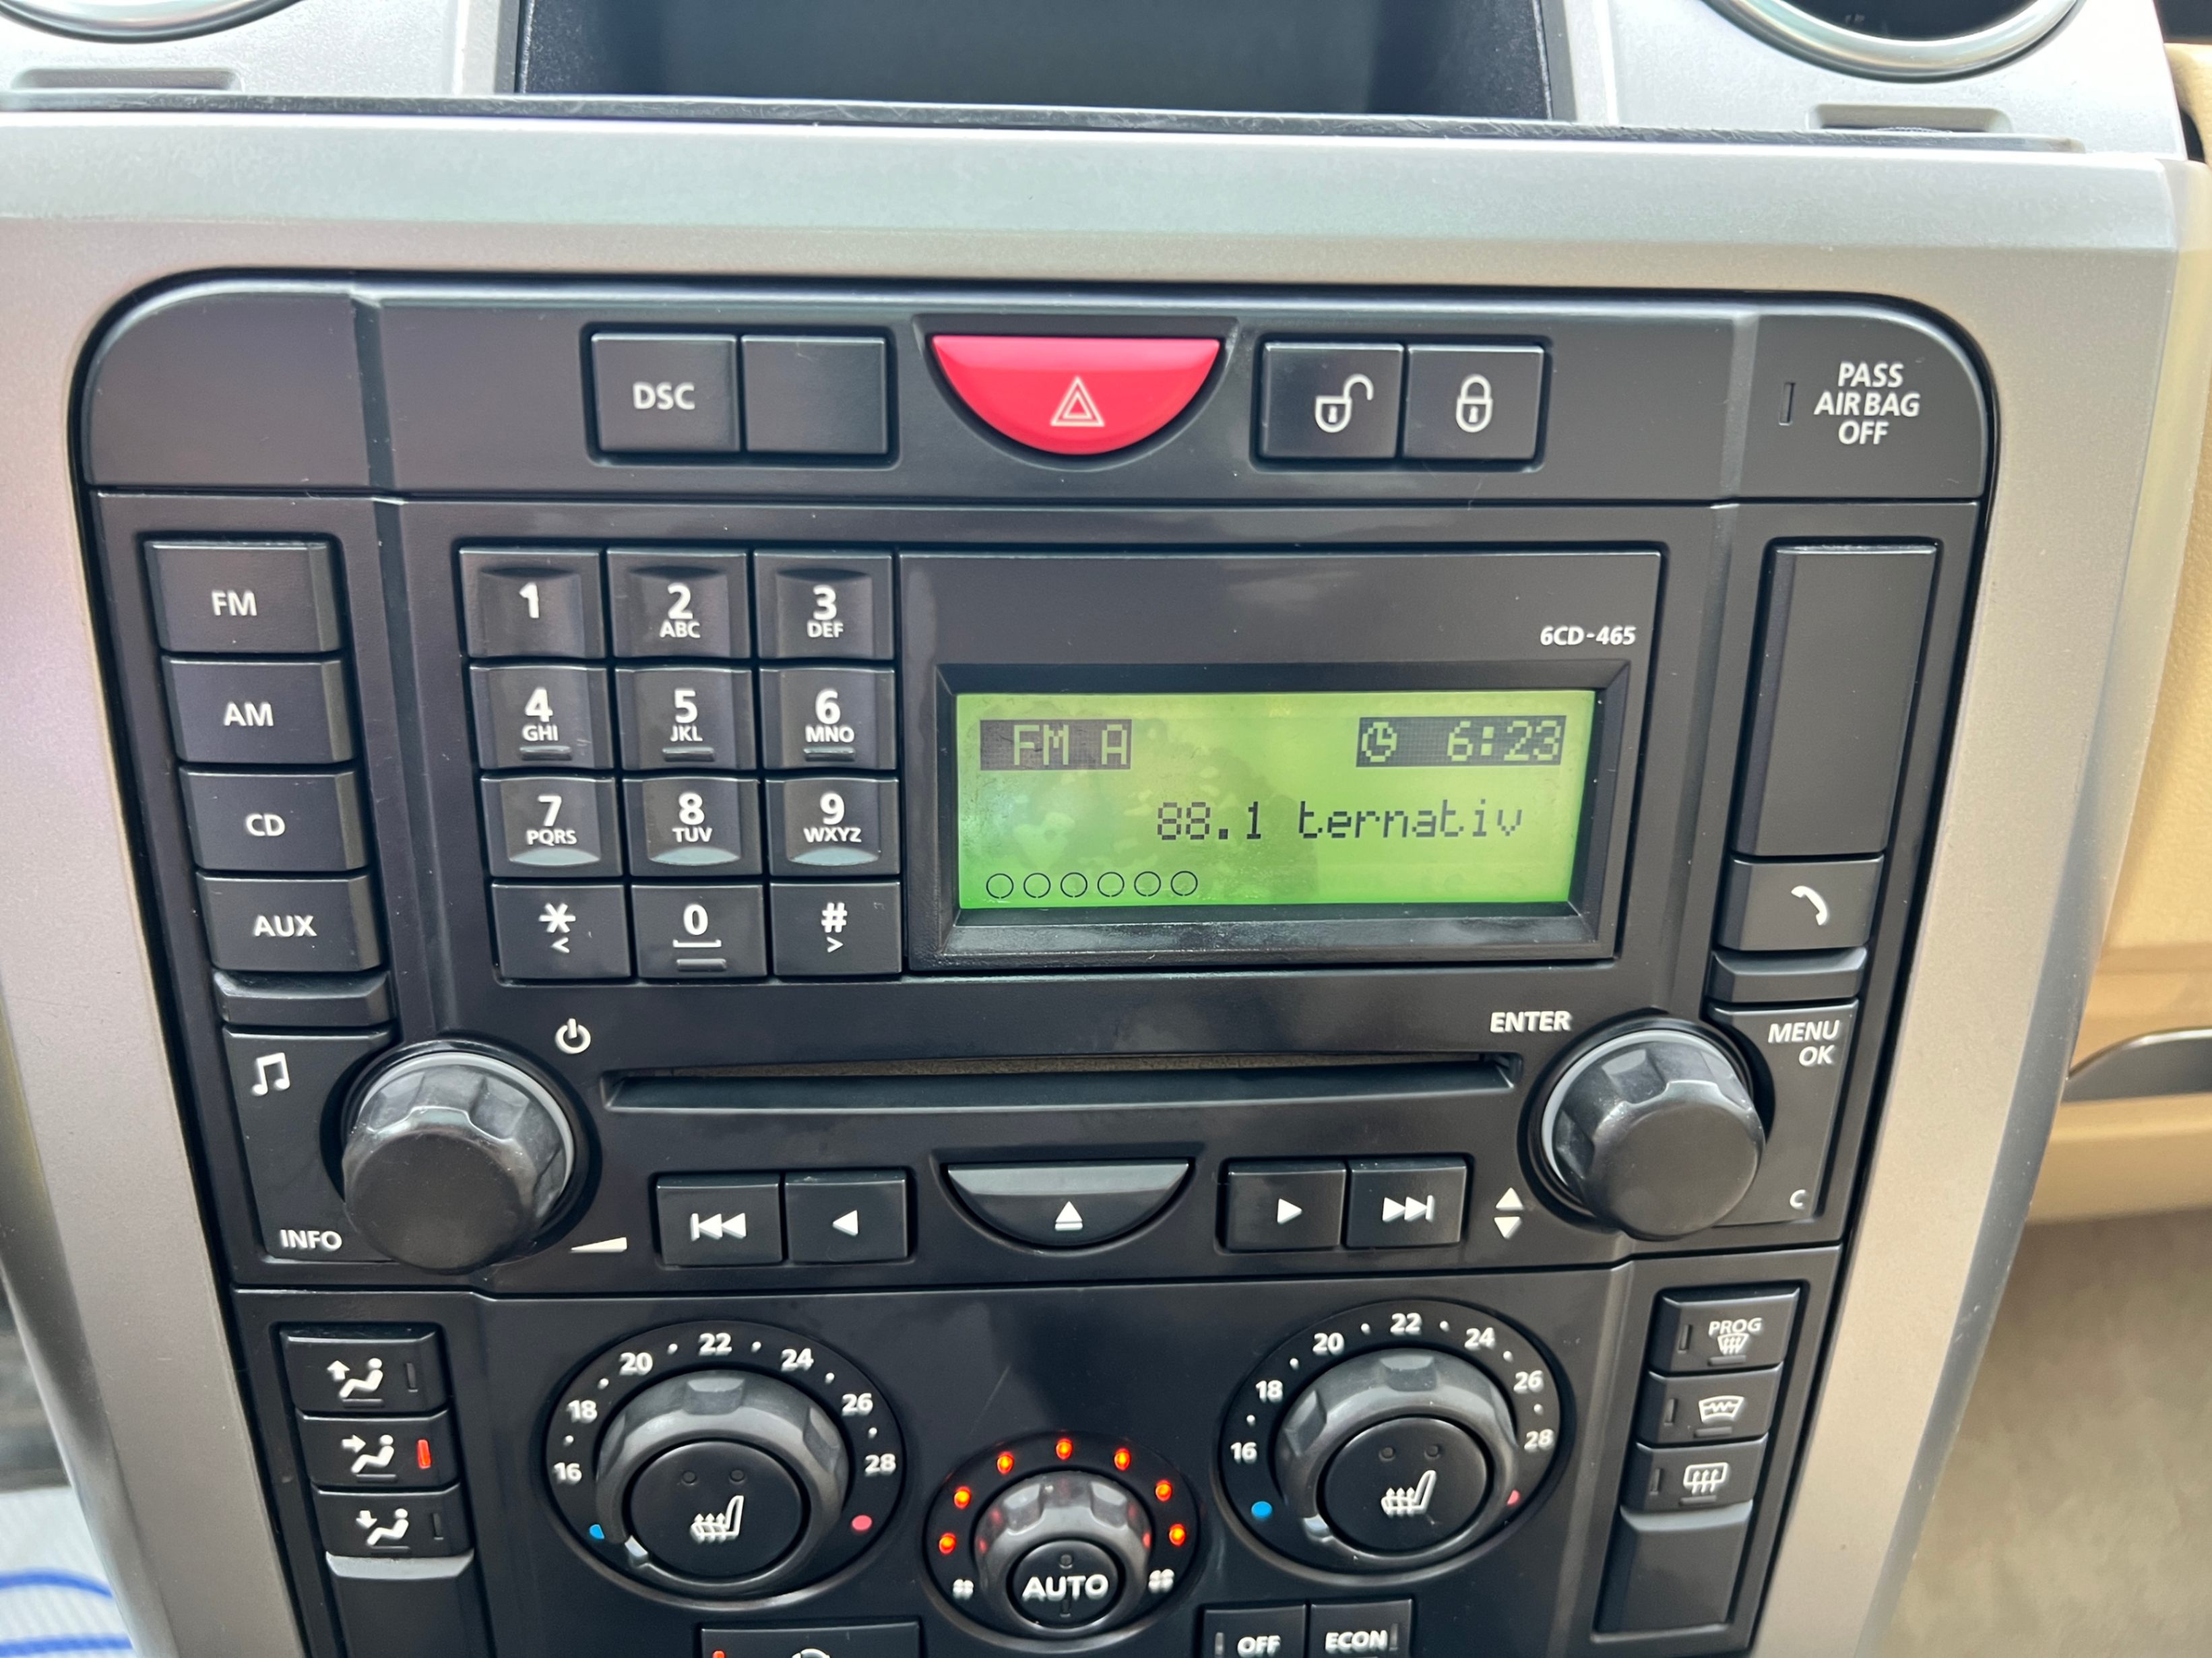 DSC
PASS
AIRBAG
OFF
FM
AM
CD
AUX
1
2
ABC
3
DEF
4
GHI
5
JKL
6
MNO
7
PQRS
8
TUV
9
WXYZ
*
<
0
#
>
6CD-465
FM A 6:23
88.1 ternativ
ENTER
MENU
OK
INFO
C
16 18 20 22 24 26 28
16 18 20 22 24 26 28
AUTO
PROG
OFF
ECON